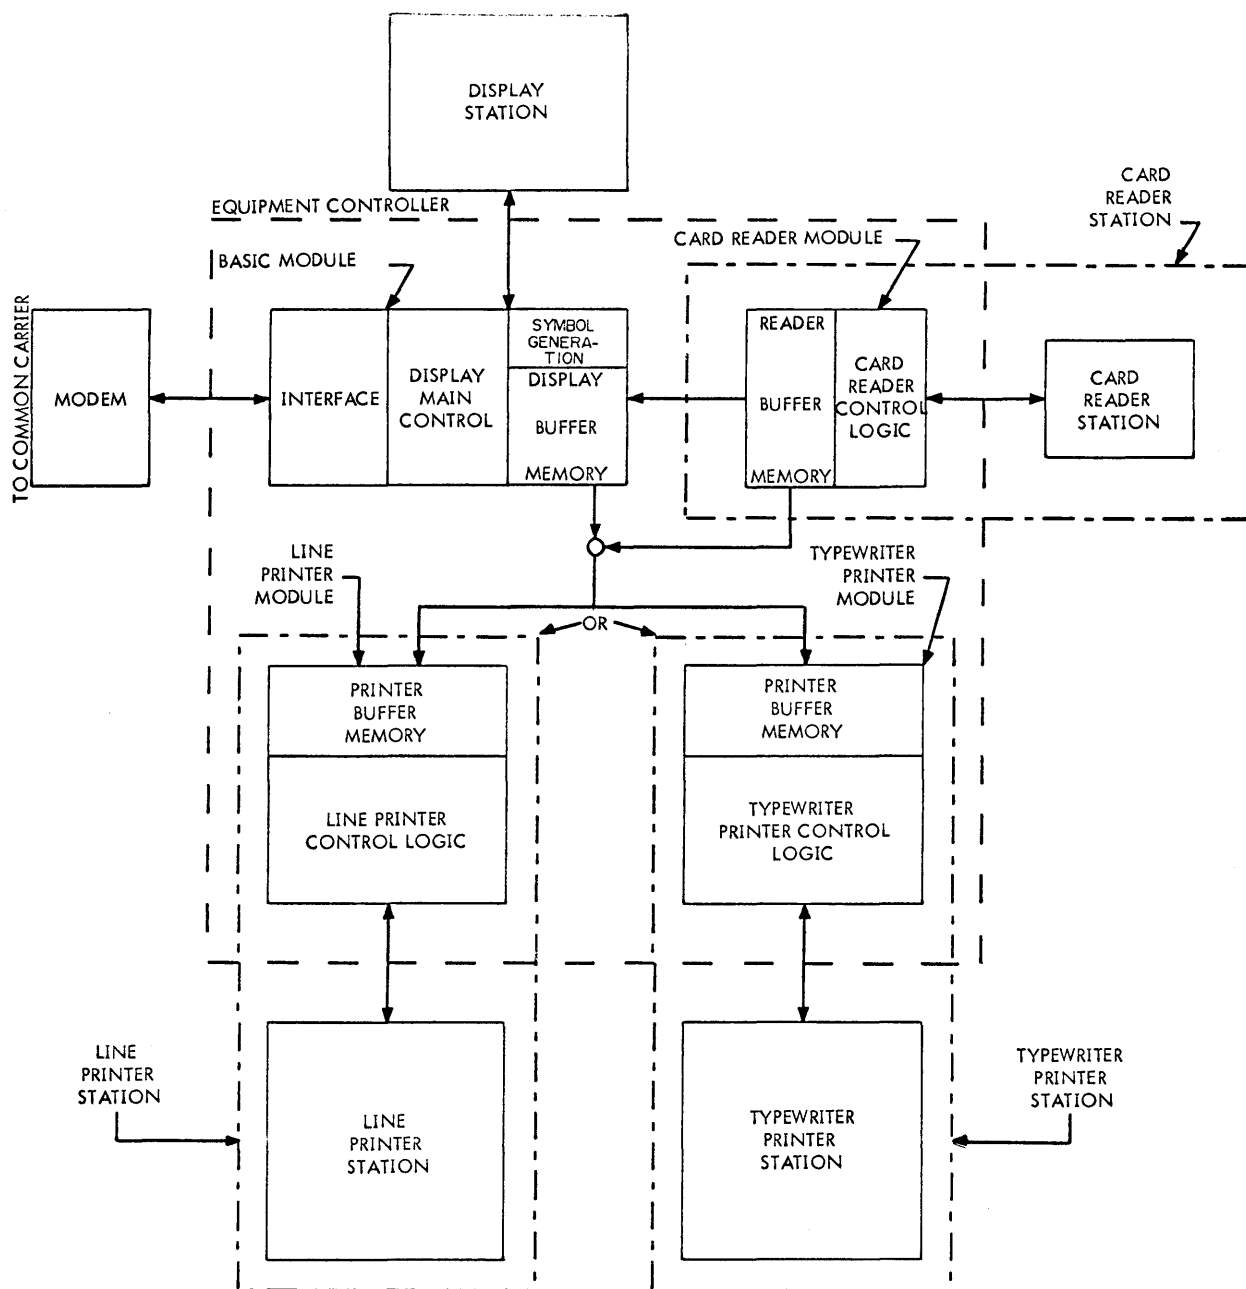 DISPLAY
STATION
CARD
READER
STATION
EQUIPMENT CONTROLLER
CARD READER MODULE
BASIC MODULE
TO COMMON CARRIER
MODEM
INTERFACE
DISPLAY
MAIN
CONTROL
SYMBOL
GENERA-
TION
DISPLAY
BUFFER
MEMORY
READER
BUFFER
MEMORY
CARD
READER
CONTROL
LOGIC
CARD
READER
STATION
LINE
PRINTER
MODULE
TYPEWRITER
PRINTER
MODULE
OR
PRINTER
BUFFER
MEMORY
LINE PRINTER
CONTROL LOGIC
PRINTER
BUFFER
MEMORY
TYPEWRITER
PRINTER CONTROL
LOGIC
LINE
PRINTER
STATION
LINE
PRINTER
STATION
TYPEWRITER
PRINTER
STATION
TYPEWRITER
PRINTER
STATION